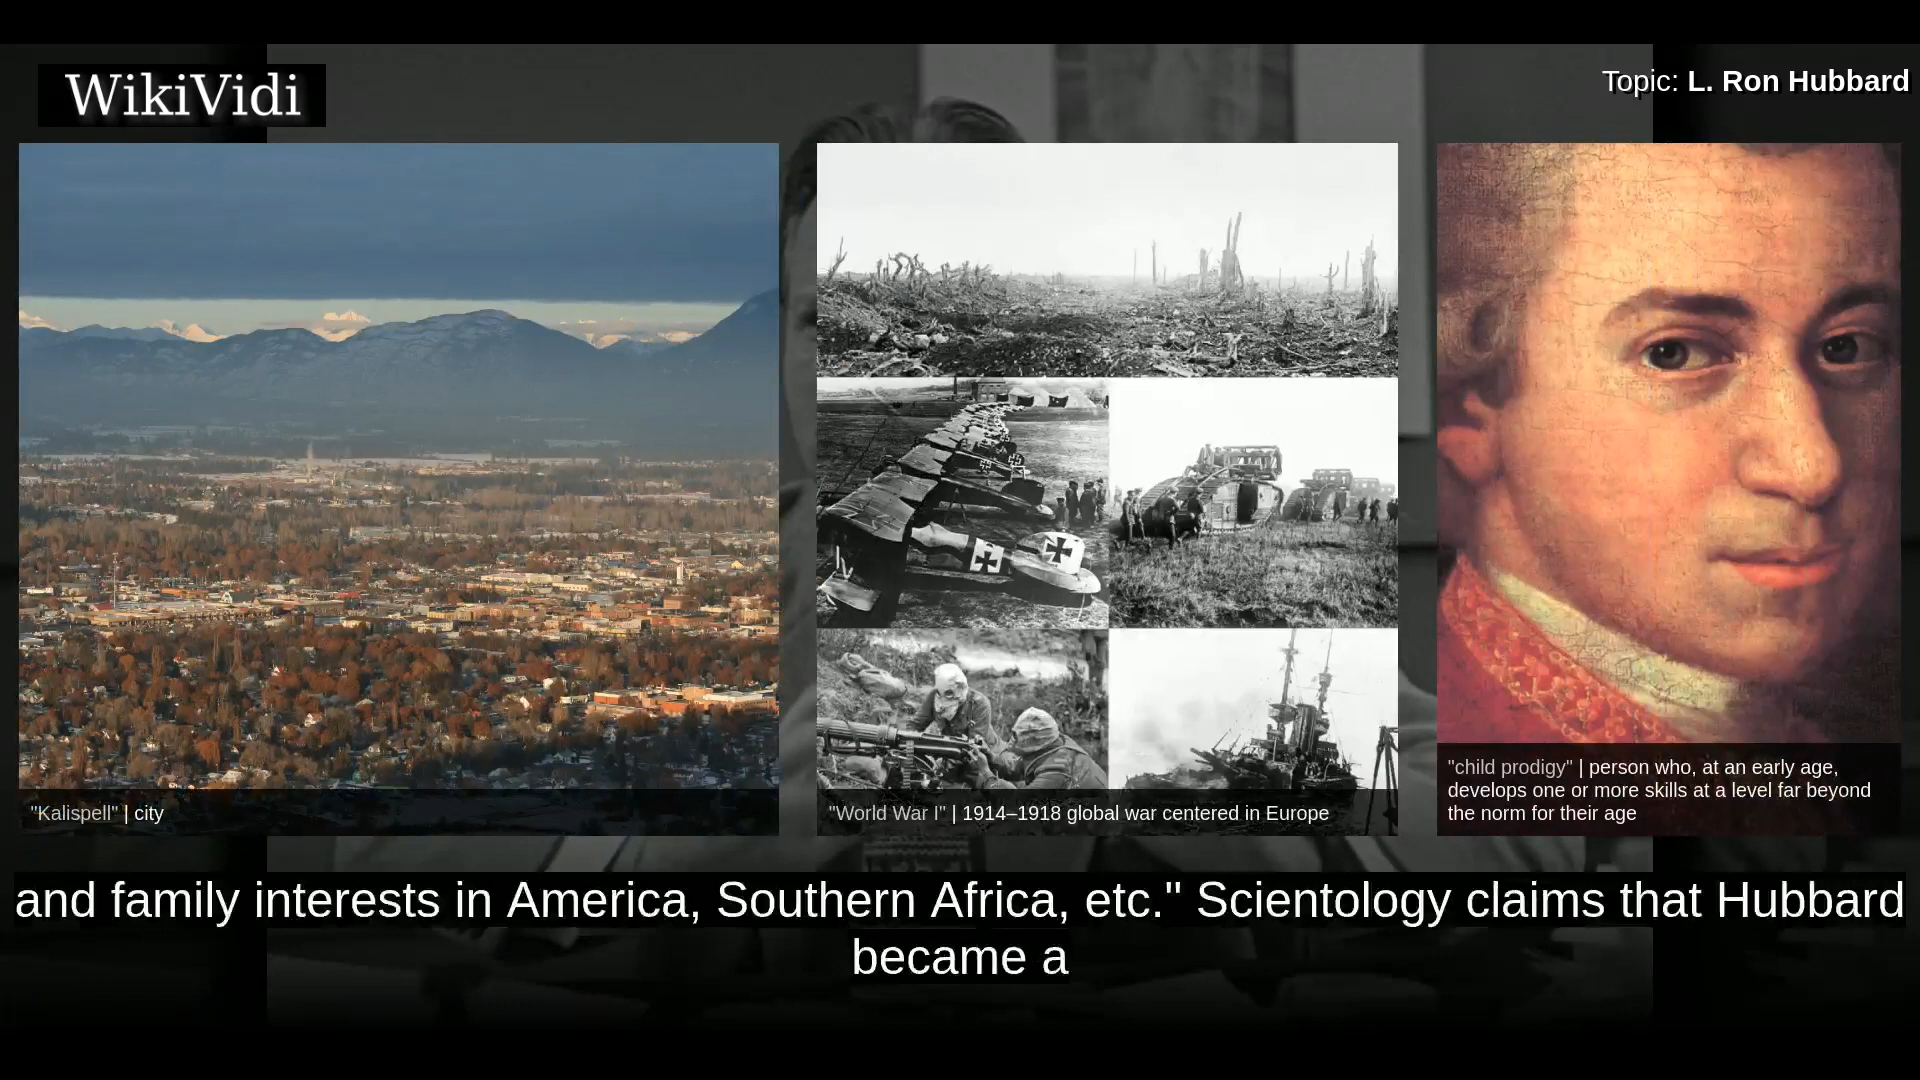 WikiVidi
Topic: L. Ron Hubbard
"Kalispell" | city
"World War I" | 1914–1918 global war centered in Europe
"child prodigy" | person who, at an early age,
develops one or more skills at a level far beyond
the norm for their age
and family interests in America, Southern Africa, etc." Scientology claims that Hubbard
became a